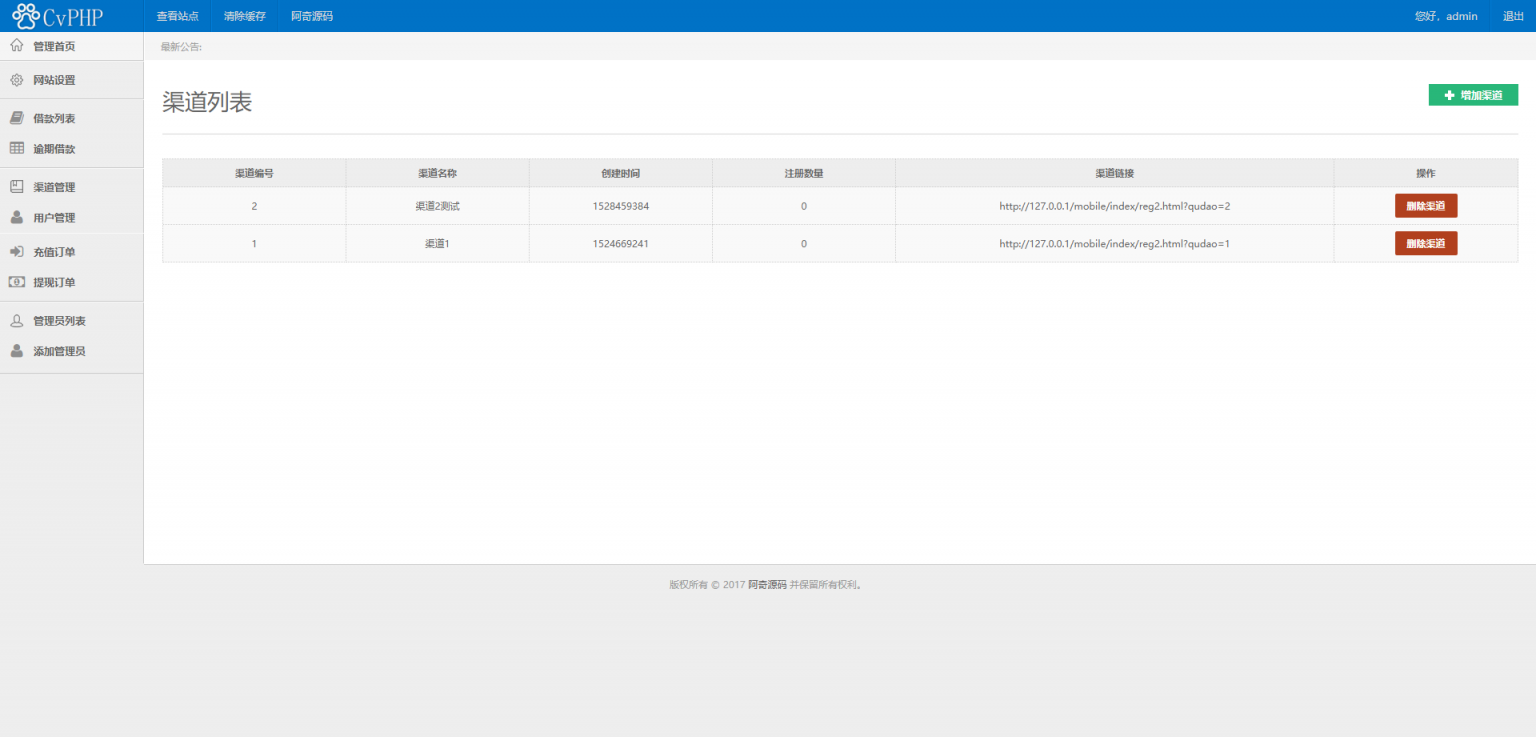 CvPHP 查看站点 清除缓存 阿奇源码 您好，admin 退出
管理首页
最新公告:
网站设置
借款列表
逾期借款
渠道管理
用户管理
充值订单
提现订单
管理员列表
添加管理员
渠道列表
增加渠道
渠道编号 渠道名称 创建时间 注册数量 渠道链接 操作
2 渠道2测试 1528459384 0 http://127.0.0.1/mobile/index/reg2.html?qudao=2 删除渠道
1 渠道1 1524669241 0 http://127.0.0.1/mobile/index/reg2.html?qudao=1 删除渠道
版权所有 © 2017 阿奇源码 并保留所有权利。